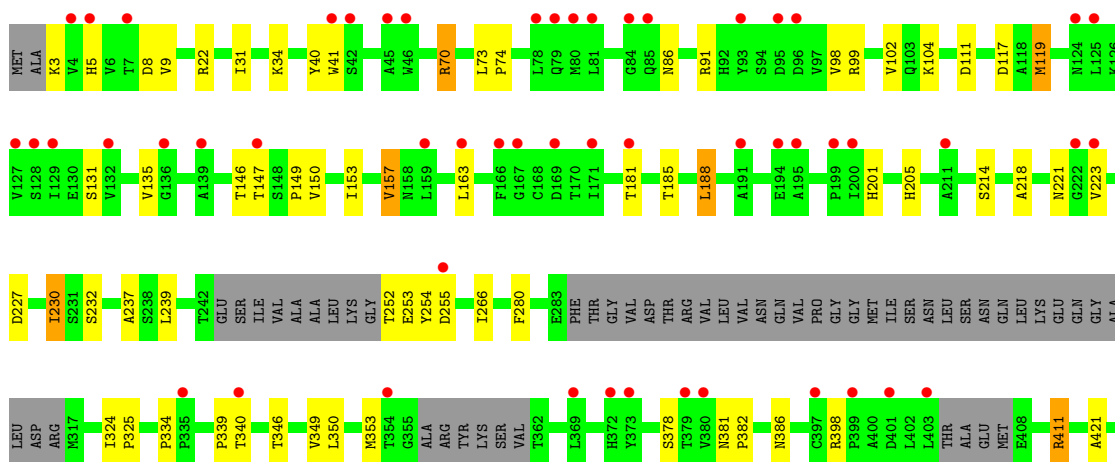 MET ALA K3 V4 H5 V6 T7 D8 V9 R22 I31 K34 Y40 W41 S42 A45 W46 R70 L73 P74 L78 Q79 M80 L81 G84 Q85 N86 R91 H92 Y93 S94 D95 D96 V97 V98 R99 V102 Q103 K104 D111 D117 A118 M119 N124 L125 K126
V127 S128 I129 E130 S131 V132 V135 G136 A139 T146 T147 S148 P149 V150 I153 V157 N158 L159 L163 F166 G167 C168 D169 T170 I171 T181 T185 L188 A191 E194 A195 P199 I200 H201 H205 A211 S214 A218 N221 G222 V223
D227 I230 S231 S232 A237 S238 L239 T242 GLU SER ILE VAL ALA ALA LEU LYS GLY T252 E253 Y254 D255 I266 F280 E283 PHE THR GLY VAL ASP THR ARG VAL LEU VAL ASN GLN VAL PRO GLY GLY MET ILE SER ASN LEU SER ASN GLN LEU LYS GLU GLN GLY ALA
LEU ASP ARG M317 I324 P325 P334 P335 P339 T340 T346 V349 L350 M353 T354 G355 ALA ARG TYR LYS SER VAL T362 L369 H372 Y373 S378 T379 V380 N381 P382 N386 C397 R398 P399 A400 D401 L402 L403 THR ALA GLU MET E408 R411 A421